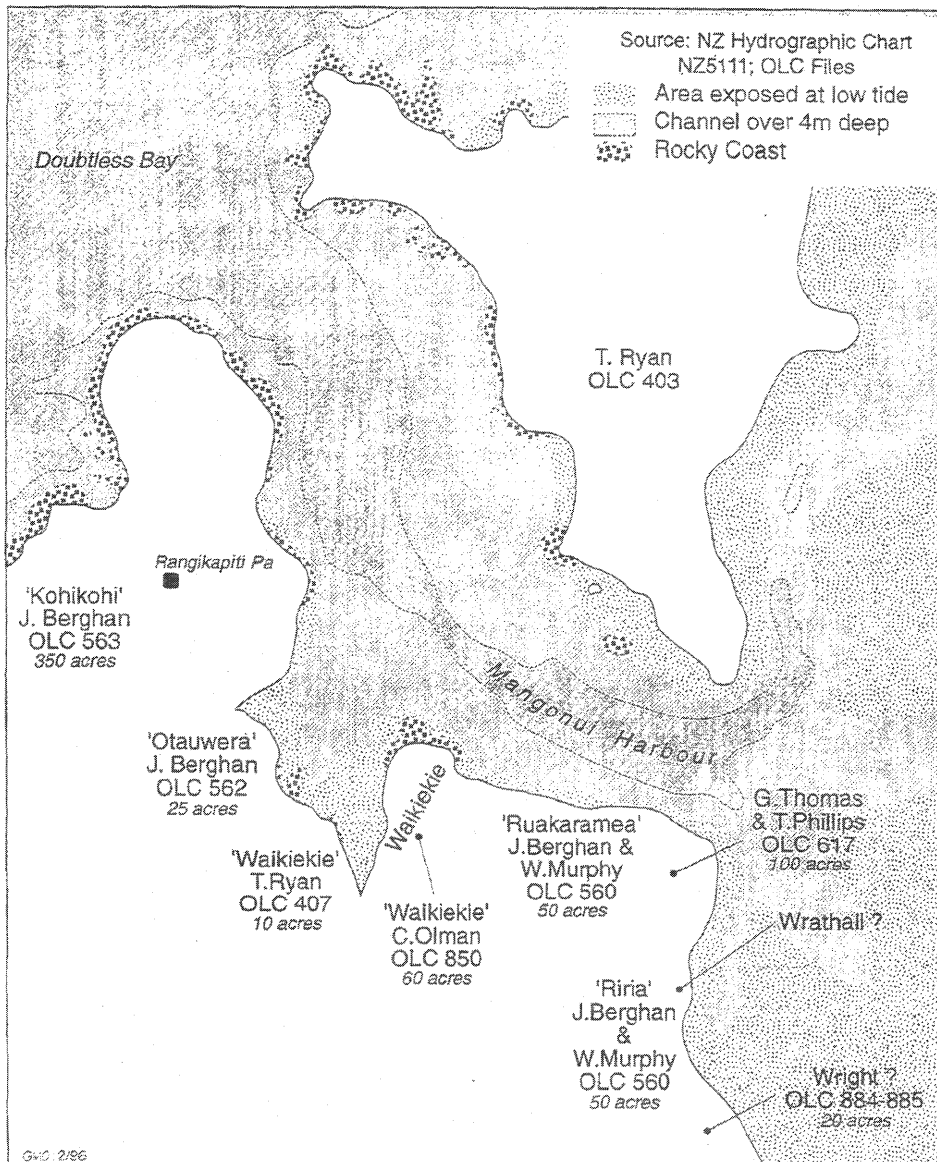 Source: NZ Hydrographic Chart
NZ5111; OLC Files
Area exposed at low tide
Channel over 4m deep
Rocky Coast
Doubtless Bay
T. Ryan
OLC 403
Rangikapiti Pa
'Kohikohi'
J. Berghan
OLC 563
350 acres
Mangonui Harbour
'Otauwera'
J. Berghan
OLC 562
25 acres
Waikiekie
'Waikiekie'
T.Ryan
OLC 407
10 acres
'Waikiekie'
C.Olman
OLC 850
60 acres
'Ruakaramea'
J.Berghan &
W.Murphy
OLC 560
50 acres
G.Thomas
& T.Phillips
OLC 617
100 acres
Wrathall ?
'Riria'
J.Berghan
&
W.Murphy
OLC 560
50 acres
Wright ?
OLC 884-885
20 acres
2/96